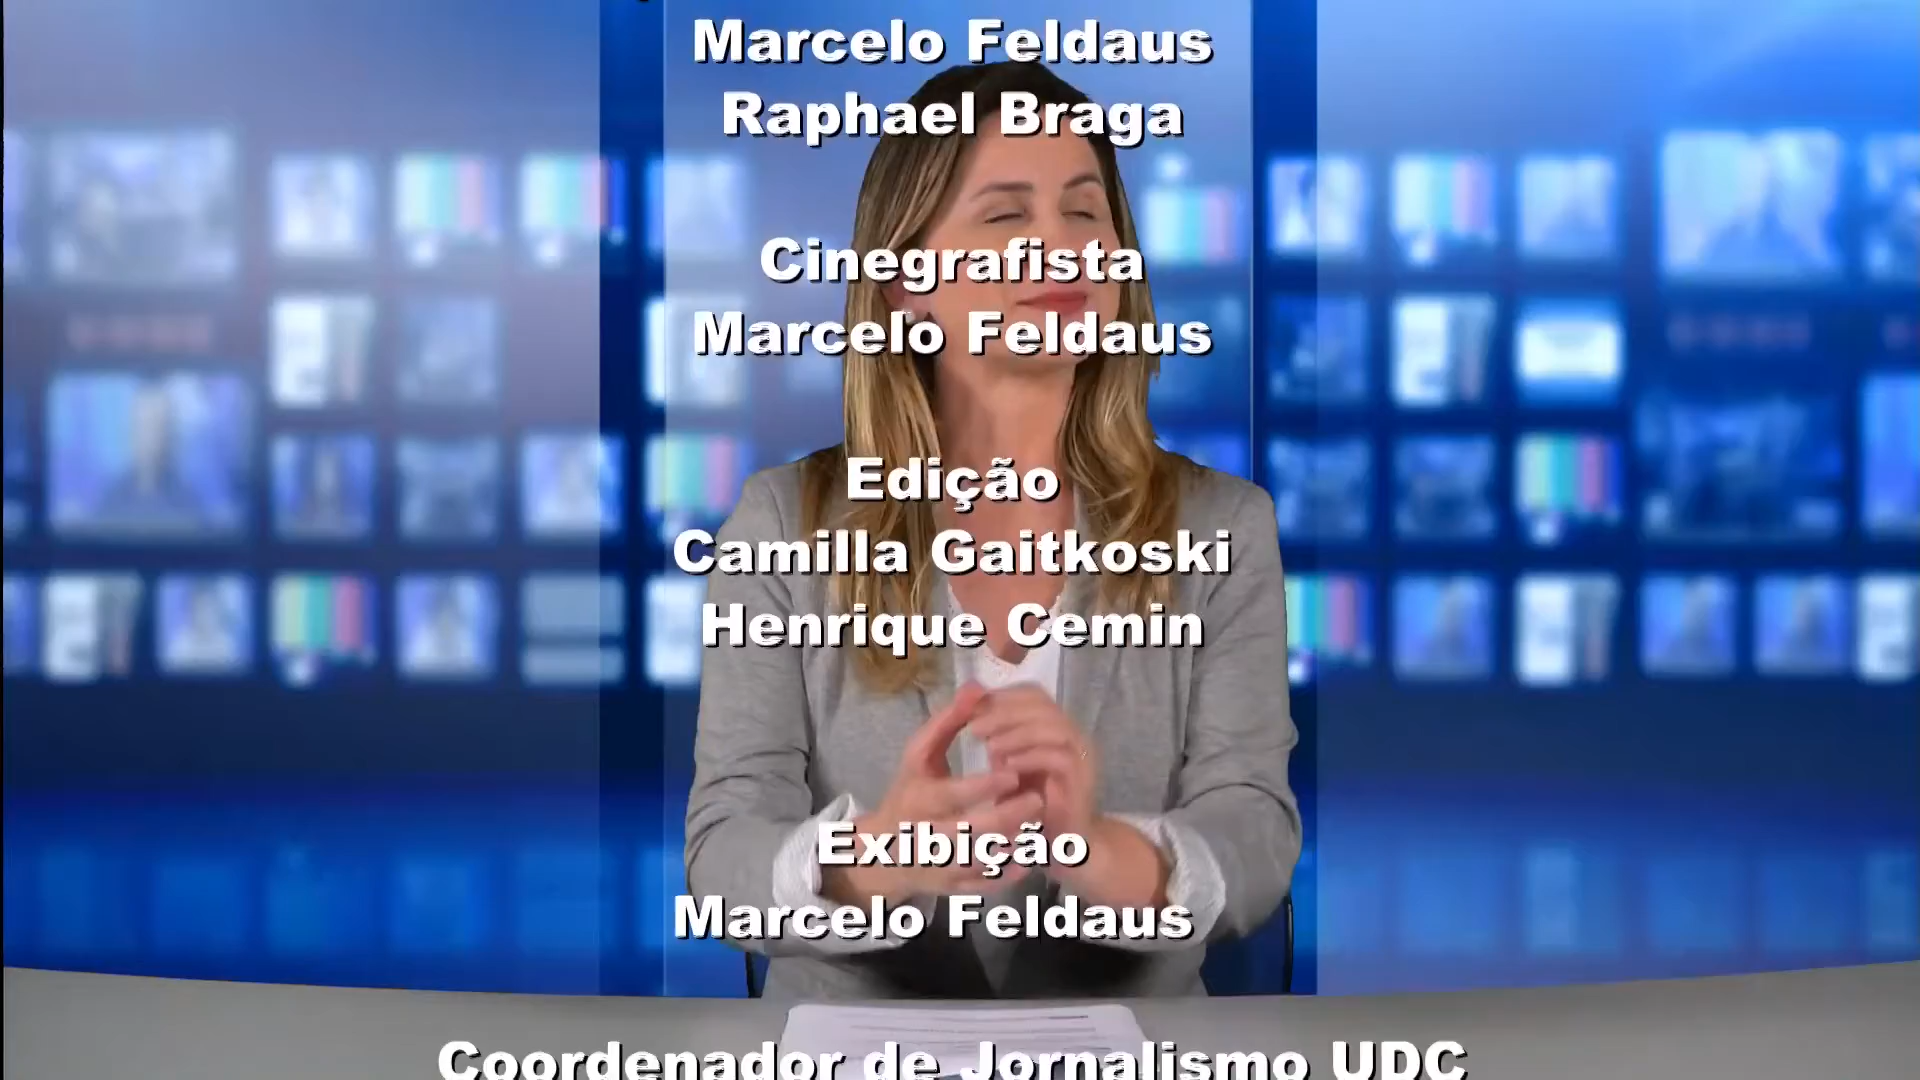 Marcelo Feldaus
Raphael Braga
Cinegrafista
Marcelo Feldaus
Edição
Camilla Gaitkoski
Henrique Cemin
Exibição
Marcelo Feldaus
Coordenador de Jornalismo UDC